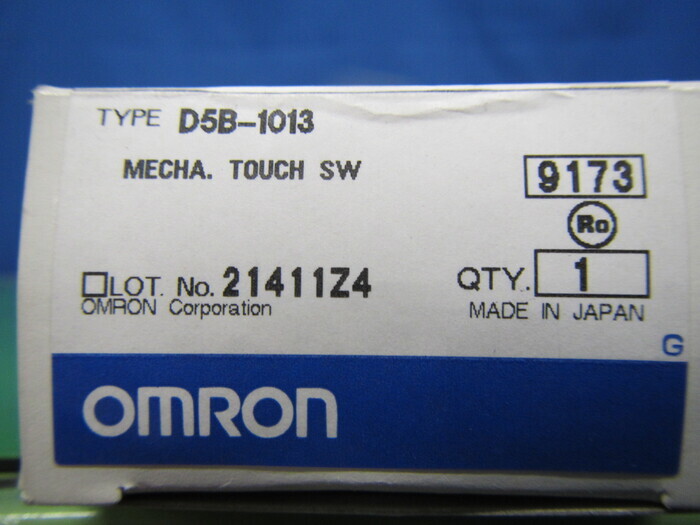 TYPE D5B-1013
MECHA. TOUCH SW
9173
Ro
LOT. No. 21411Z4
QTY. 1
OMRON Corporation
MADE IN JAPAN
G
OMRON